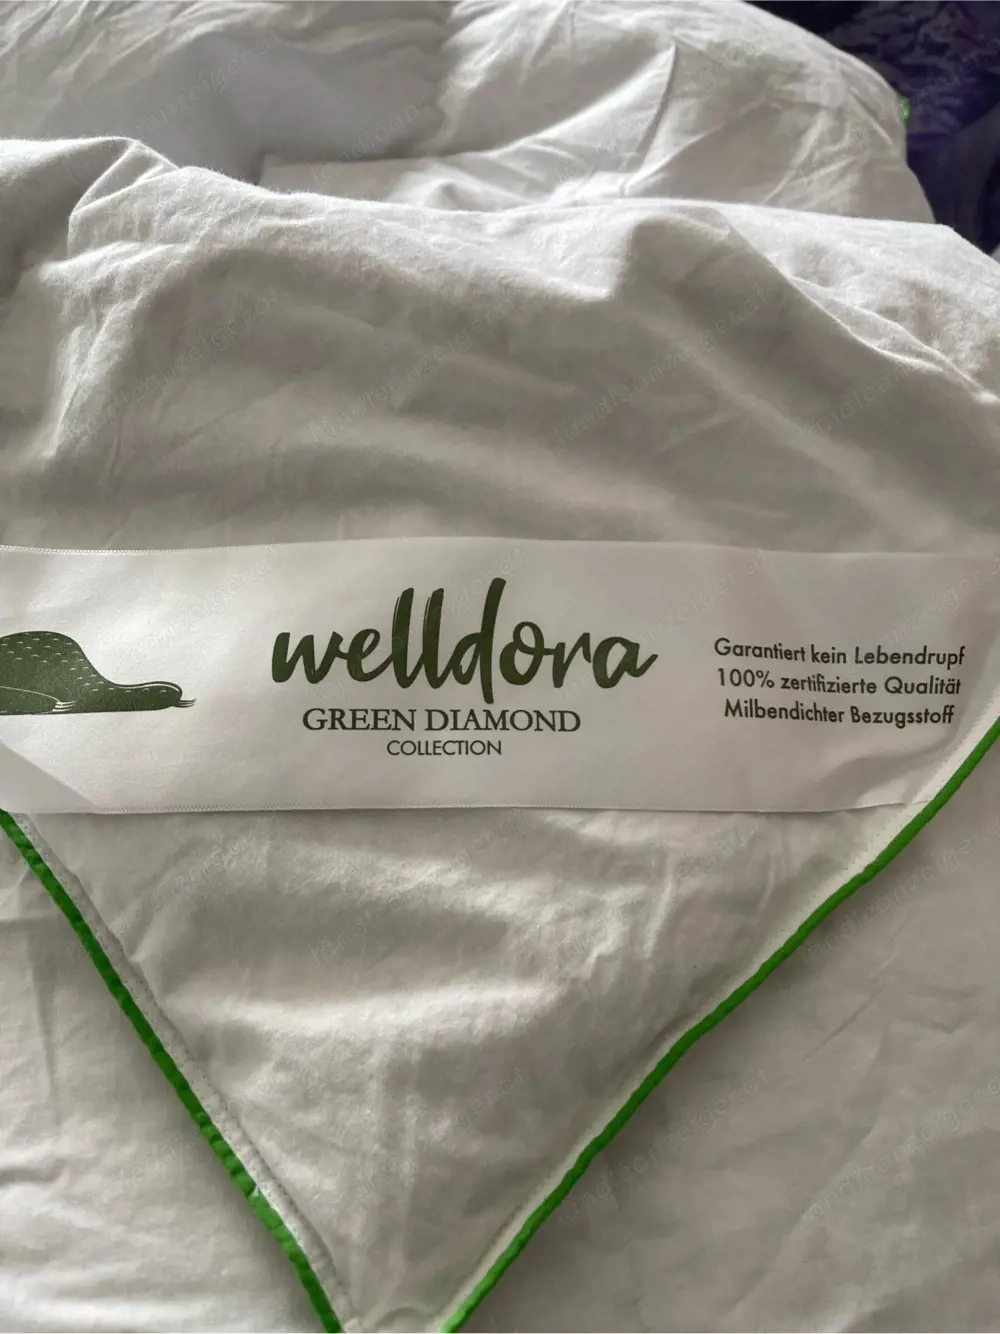 welldora
GREEN DIAMOND
COLLECTION
Garantiert kein Lebendrupf
100% zertifizierte Qualität
Milbendichter Bezugsstoff